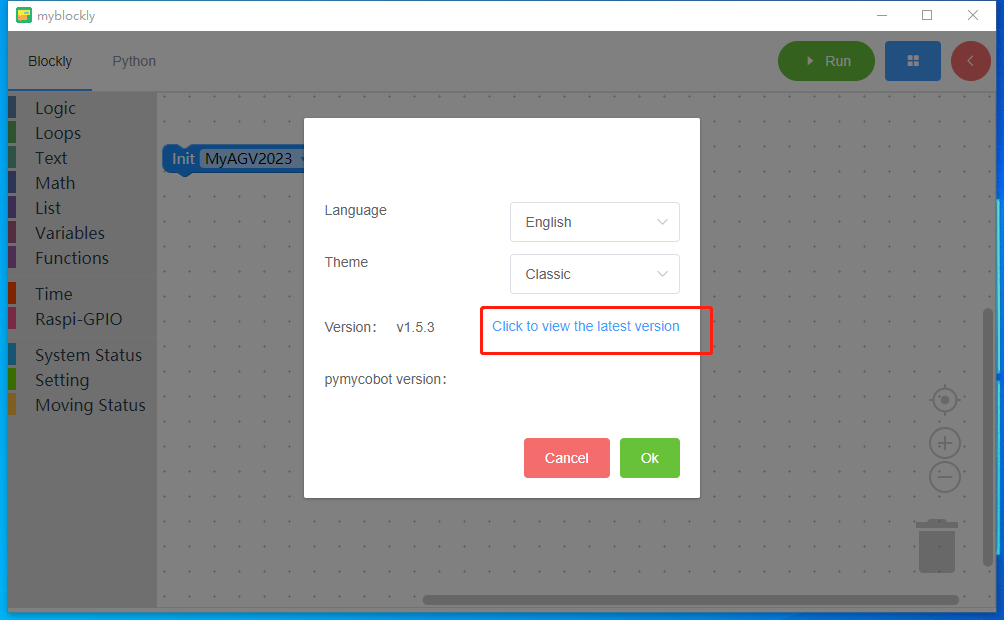 myblockly
Blockly
Python
Run
Logic
Loops
Text
Math
List
Variables
Functions
Time
Raspi-GPIO
System Status
Setting
Moving Status
Init MyAGV2023
Language
English
Theme
Classic
Version： v1.5.3
Click to view the latest version
pymycobot version：
Cancel
Ok